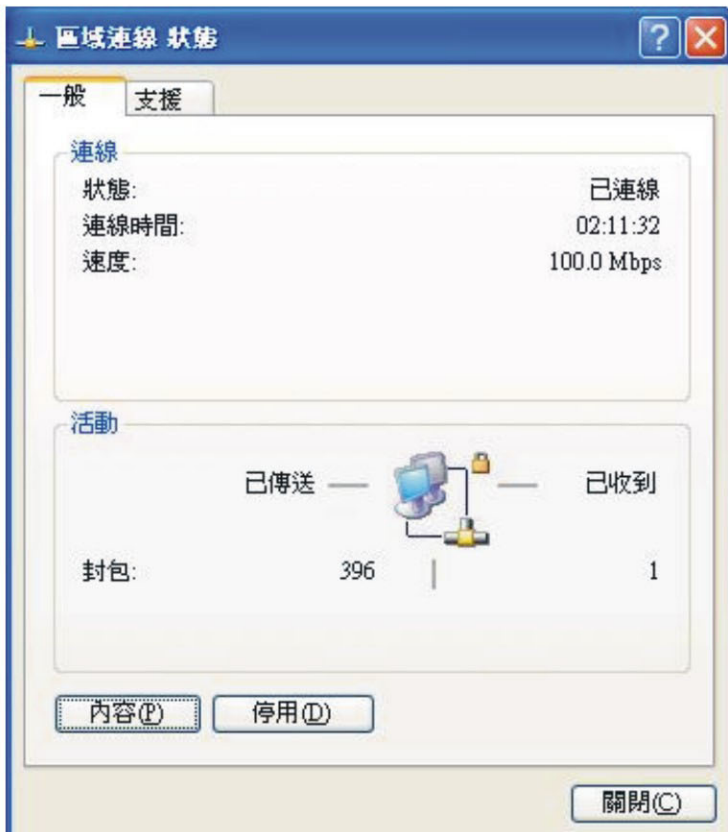 區域連線 狀態
一般
支援
連線
狀態: 已連線
連線時間: 02:11:32
速度: 100.0 Mbps
活動
已傳送 已收到
封包: 396 1
內容(P) 停用(D)
關閉(C)